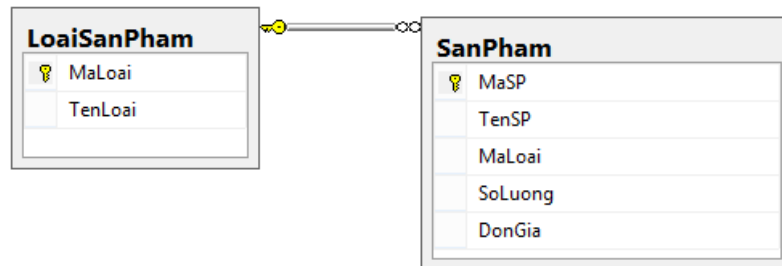 LoaiSanPham
MaLoai
TenLoai
SanPham
MaSP
TenSP
MaLoai
SoLuong
DonGia